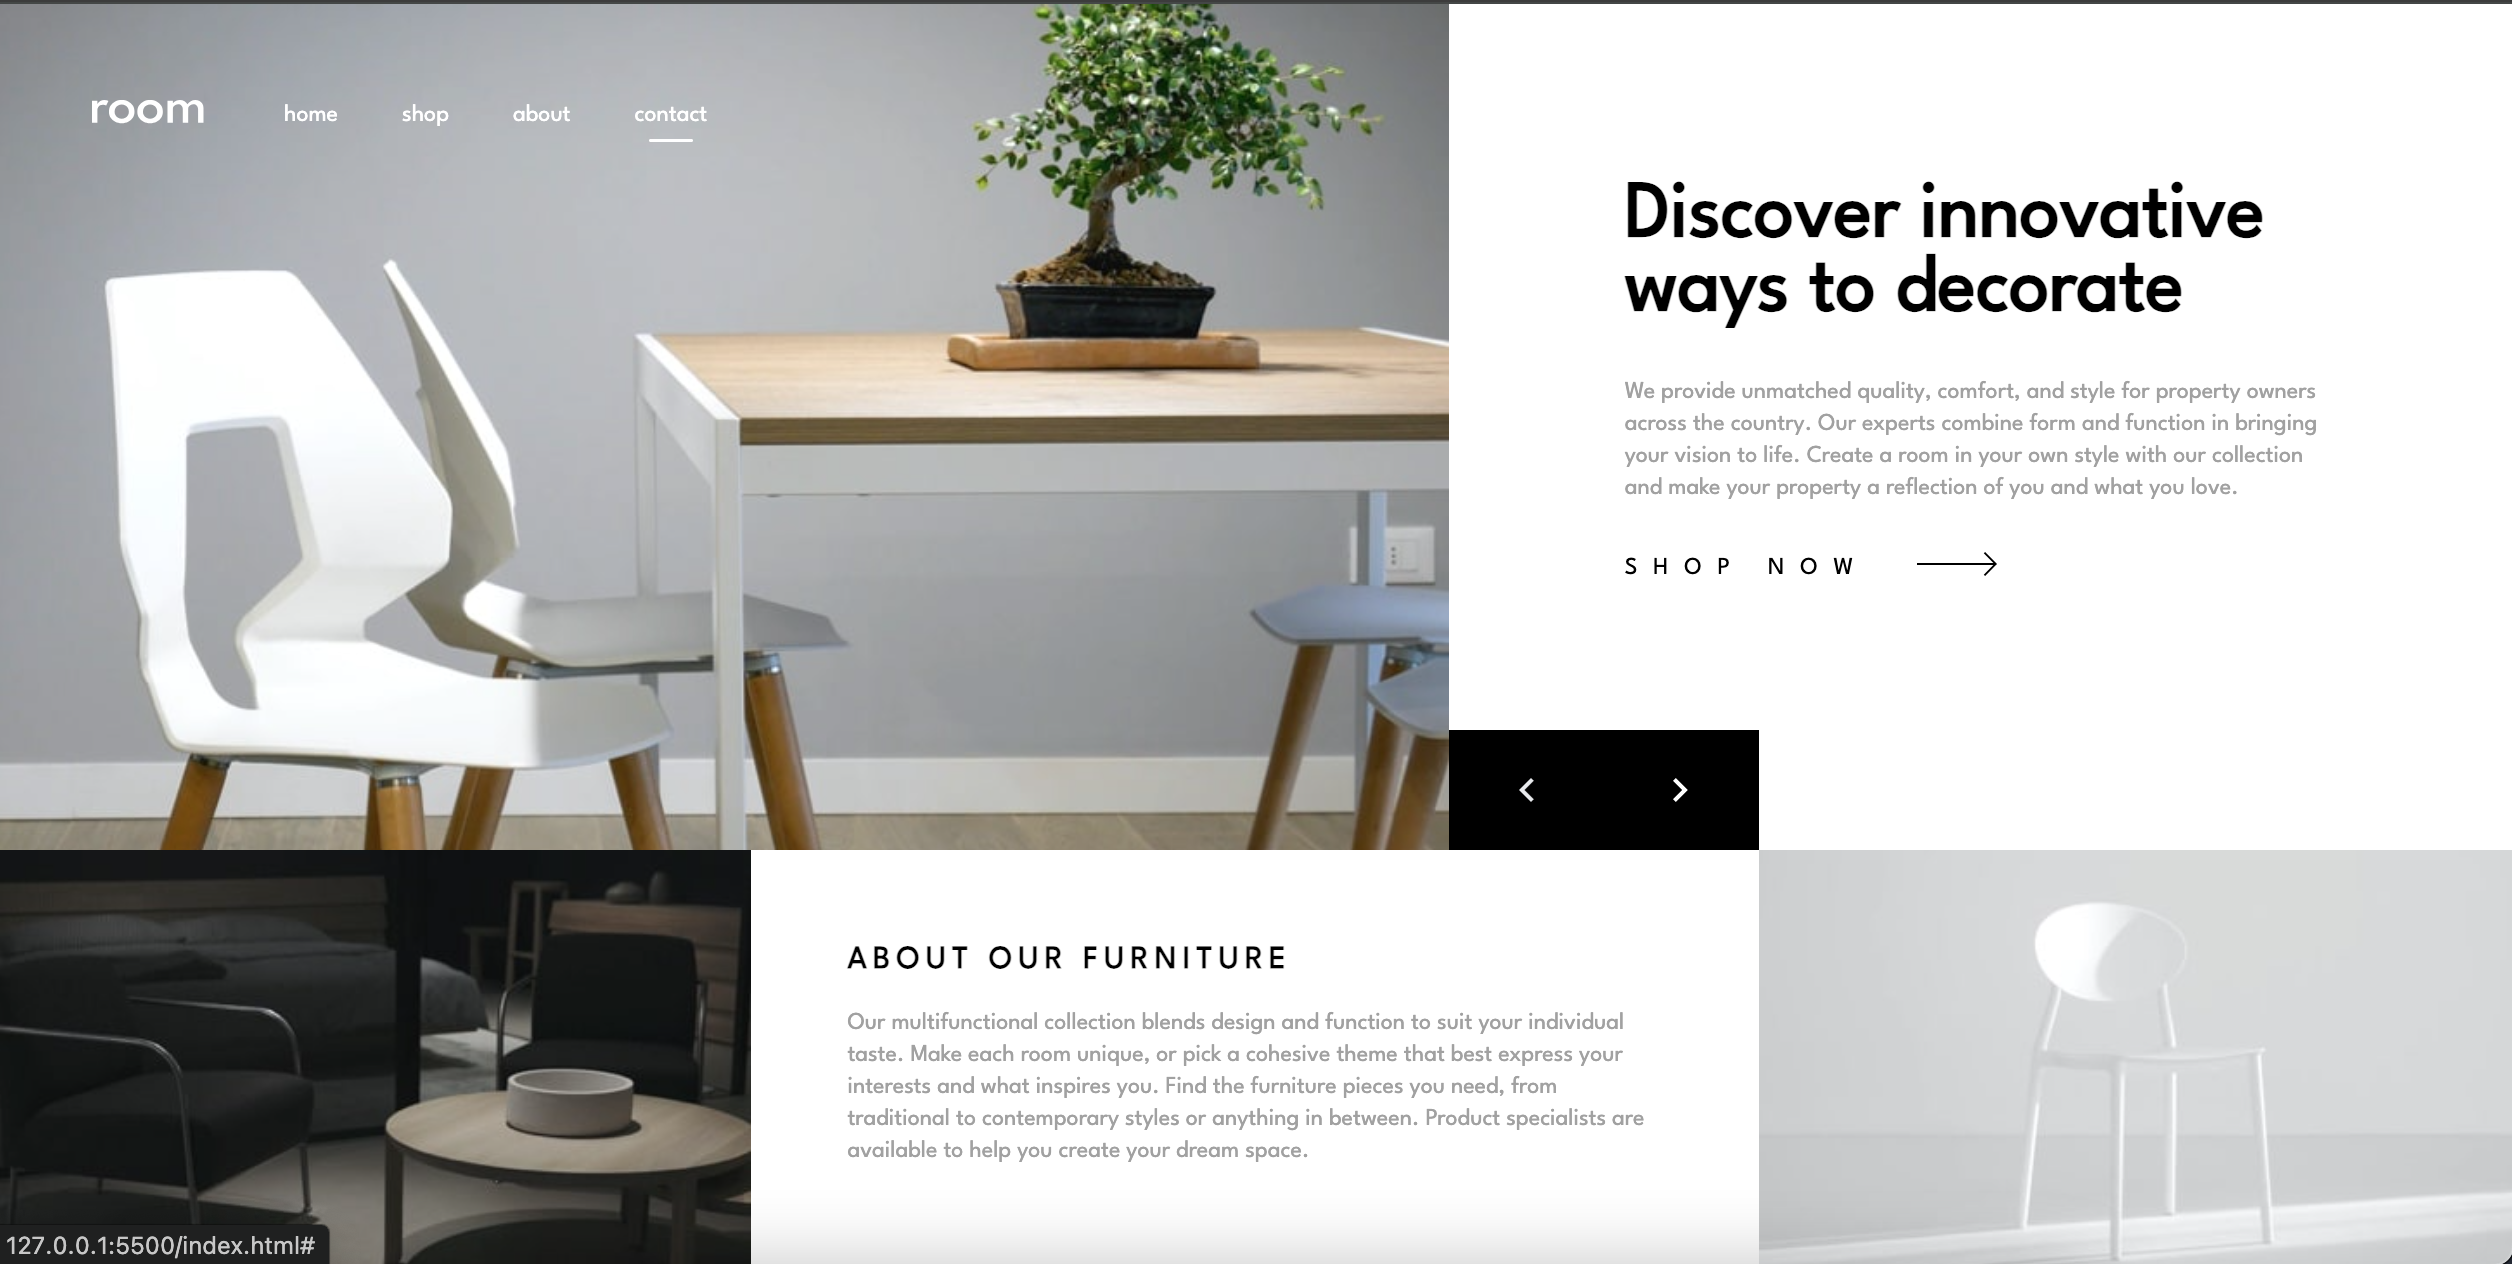 room
home
shop
about
contact
Discover innovative
ways to decorate
We provide unmatched quality, comfort, and style for property owners
across the country. Our experts combine form and function in bringing
your vision to life. Create a room in your own style with our collection
and make your property a reflection of you and what you love.
SHOP NOW
ABOUT OUR FURNITURE
Our multifunctional collection blends design and function to suit your individual
taste. Make each room unique, or pick a cohesive theme that best express your
interests and what inspires you. Find the furniture pieces you need, from
traditional to contemporary styles or anything in between. Product specialists are
available to help you create your dream space.
127.0.0.1:5500/index.html#